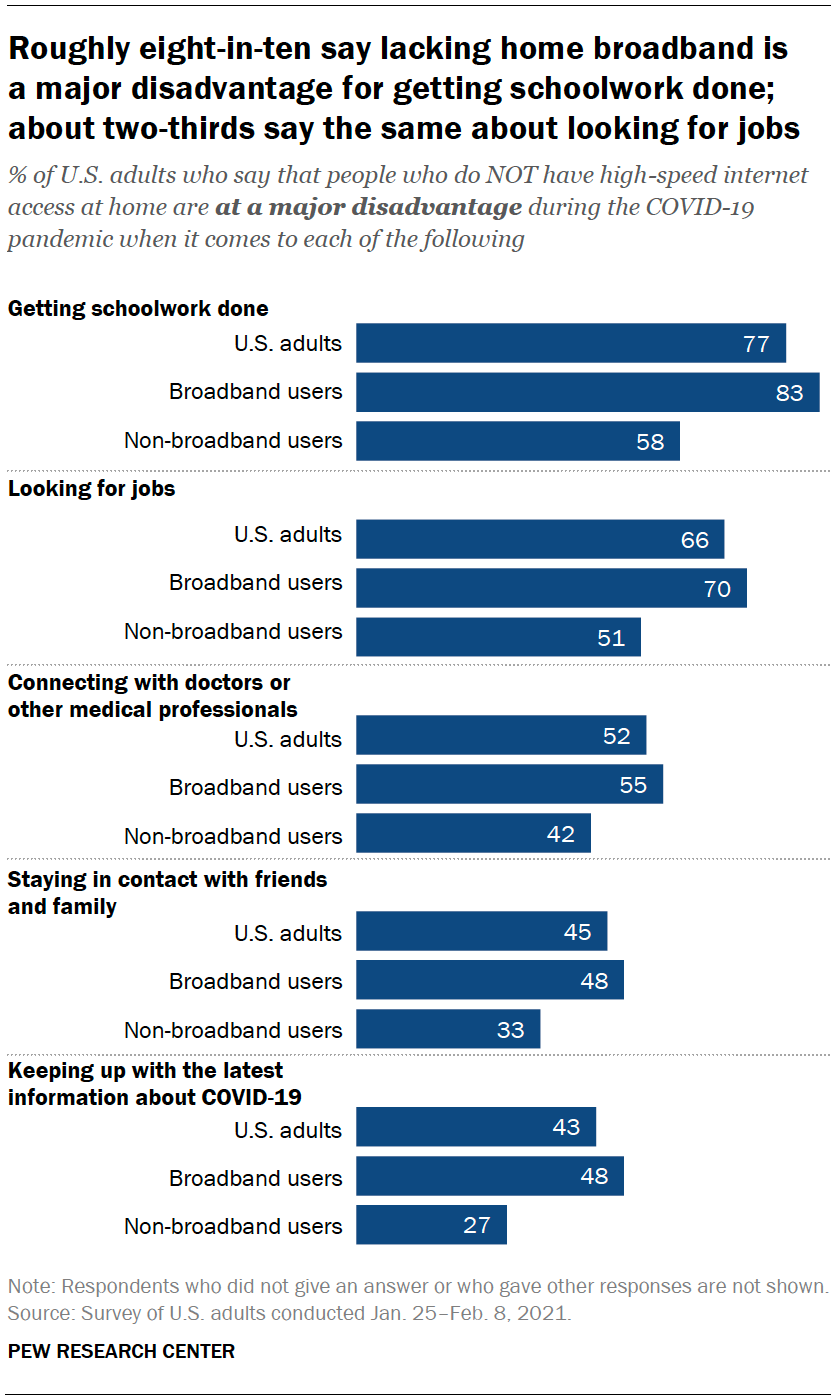 Roughly eight-in-ten say lacking home broadband is
a major disadvantage for getting schoolwork done;
about two-thirds say the same about looking for jobs
% of U.S. adults who say that people who do NOT have high-speed internet
access at home are at a major disadvantage during the COVID-19
pandemic when it comes to each of the following
Getting schoolwork done
U.S. adults 77
Broadband users 83
Non-broadband users 58
Looking for jobs
U.S. adults 66
Broadband users 70
Non-broadband users 51
Connecting with doctors or
other medical professionals
U.S. adults 52
Broadband users 55
Non-broadband users 42
Staying in contact with friends
and family
U.S. adults 45
Broadband users 48
Non-broadband users 33
Keeping up with the latest
information about COVID-19
U.S. adults 43
Broadband users 48
Non-broadband users 27
Note: Respondents who did not give an answer or who gave other responses are not shown.
Source: Survey of U.S. adults conducted Jan. 25–Feb. 8, 2021.
PEW RESEARCH CENTER